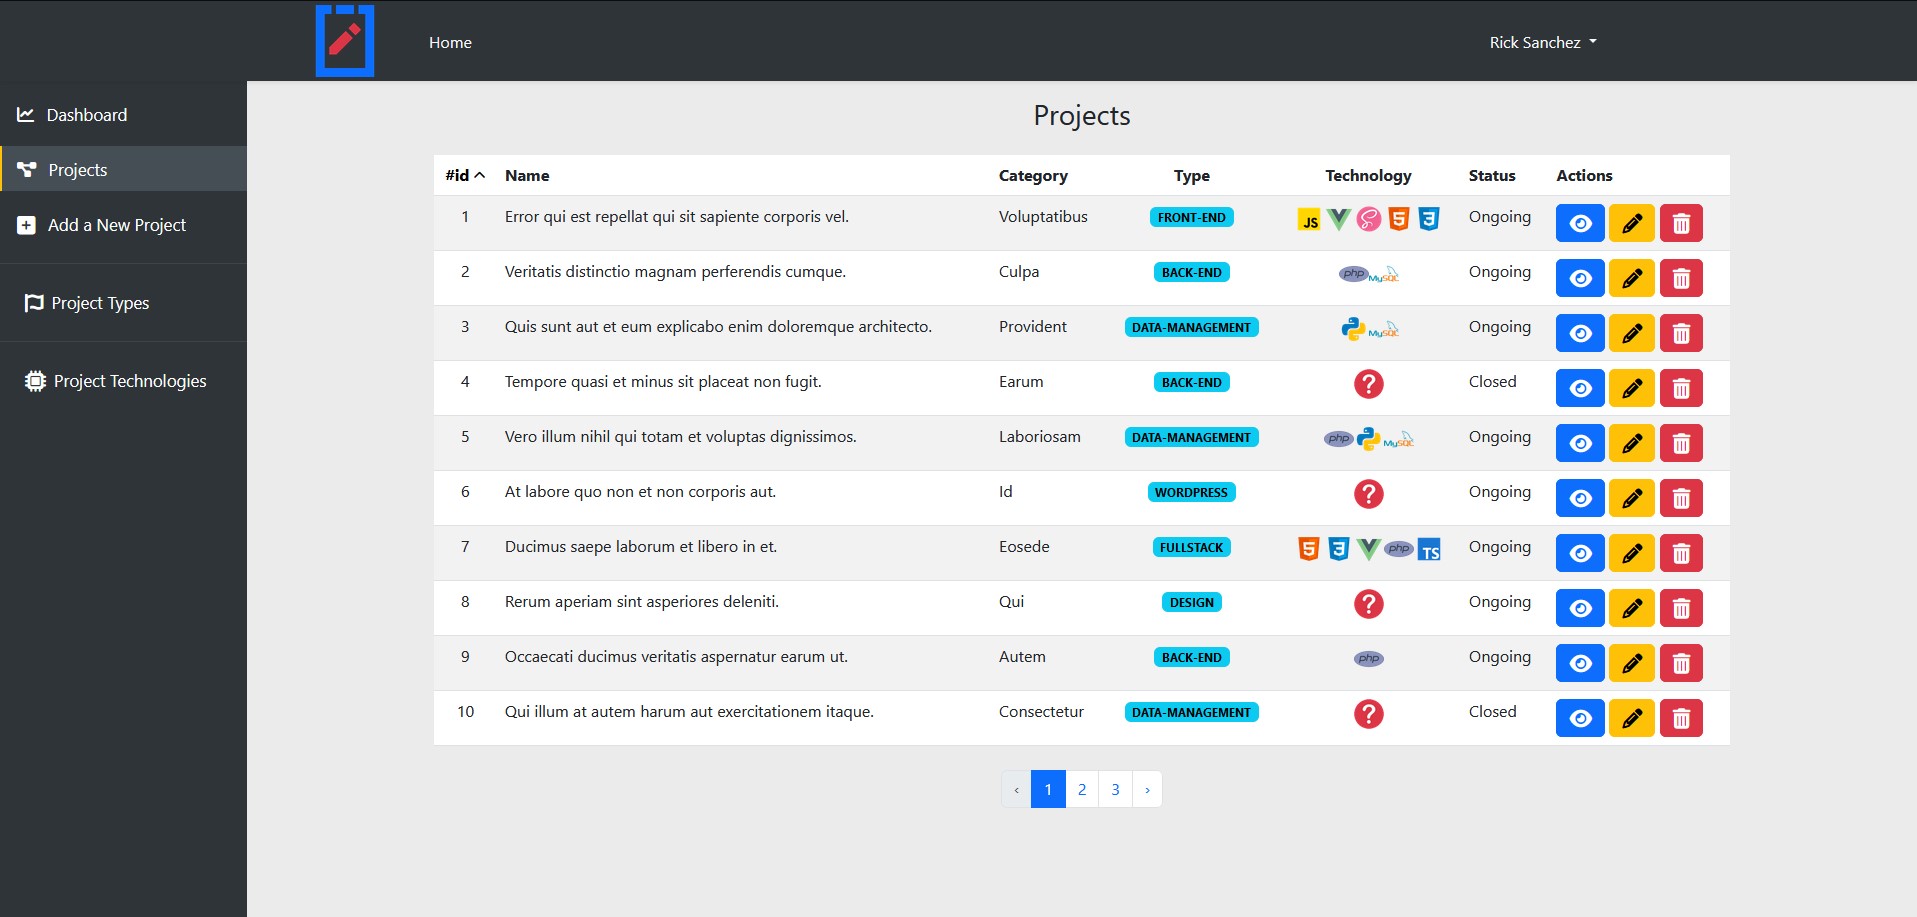 Home
Rick Sanchez
Dashboard
Projects
Add a New Project
Project Types
Project Technologies
Projects
#id Name Category Type Technology Status Actions
1 Error qui est repellat qui sit sapiente corporis vel. Voluptatibus FRONT-END JS 5 3 Ongoing
2 Veritatis distinctio magnam perferendis cumque. Culpa BACK-END php MySQL Ongoing
3 Quis sunt aut et eum explicabo enim doloremque architecto. Provident DATA-MANAGEMENT MySQL Ongoing
4 Tempore quasi et minus sit placeat non fugit. Earum BACK-END ? Closed
5 Vero illum nihil qui totam et voluptas dignissimos. Laboriosam DATA-MANAGEMENT php MySQL Ongoing
6 At labore quo non et non corporis aut. Id WORDPRESS ? Ongoing
7 Ducimus saepe laborum et libero in et. Eosede FULLSTACK 5 3 php TS Ongoing
8 Rerum aperiam sint asperiores deleniti. Qui DESIGN ? Ongoing
9 Occaecati ducimus veritatis aspernatur earum ut. Autem BACK-END php Ongoing
10 Qui illum at autem harum aut exercitationem itaque. Consectetur DATA-MANAGEMENT ? Closed
‹ 1 2 3 ›